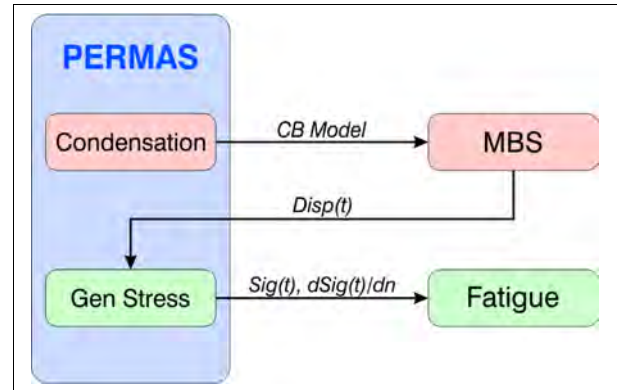 PERMAS
Condensation
CB Model
MBS
Disp(t)
Gen Stress
Sig(t), dSig(t)/dn
Fatigue